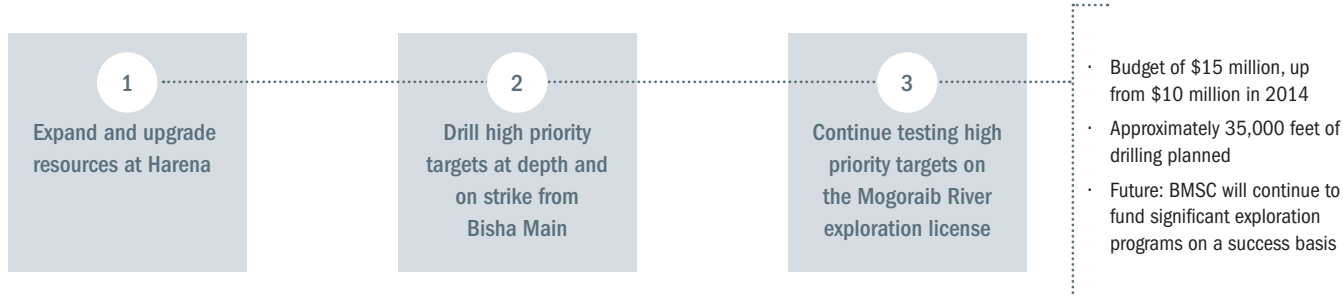 1
Expand and upgrade
resources at Harena
2
Drill high priority
targets at depth and
on strike from
Bisha Main
3
Continue testing high
priority targets on
the Mogoraib River
exploration license
· Budget of $15 million, up
from $10 million in 2014
· Approximately 35,000 feet of
drilling planned
· Future: BMSC will continue to
fund significant exploration
programs on a success basis